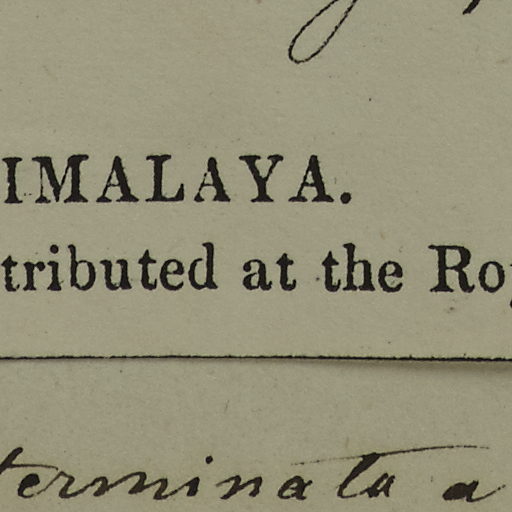 IMALAYA.
tributed at the Ro
terminata a